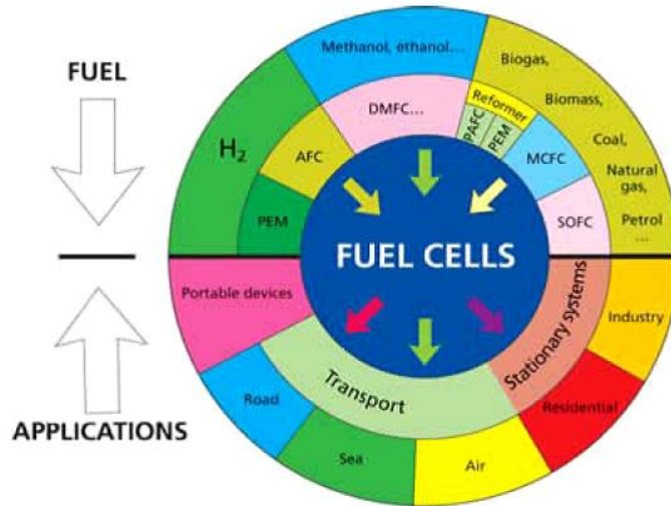 FUEL
Methanol, ethanol...
Biogas,
Biomass,
Coal,
Natural
gas,
Petrol
...
H2
AFC
PEM
DMFC...
Reformer
PAFC
PEM
MCFC
SOFC
FUEL CELLS
Portable devices
Transport
Stationary systems
Industry
Residential
Road
Sea
Air
APPLICATIONS